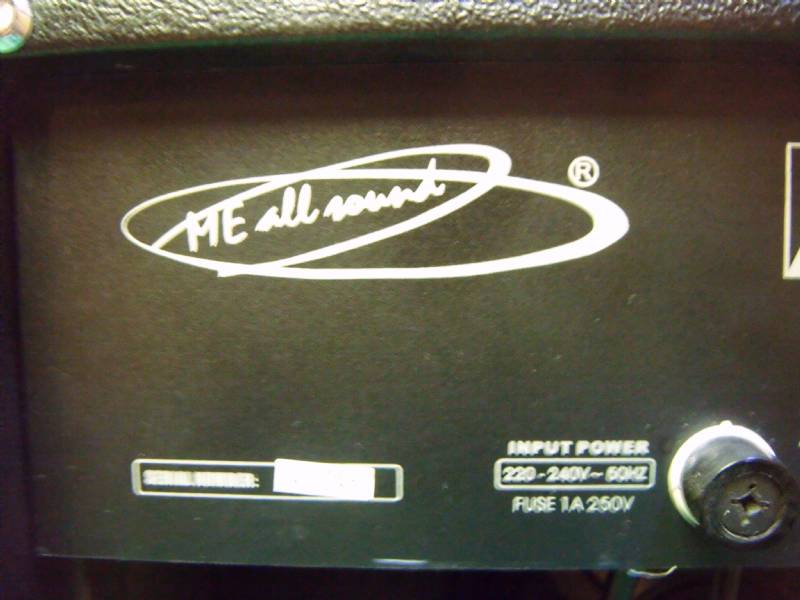 ME all sound
®
SERIAL NUMBER:
INPUT POWER
220-240V~ 50HZ
FUSE 1A 250V